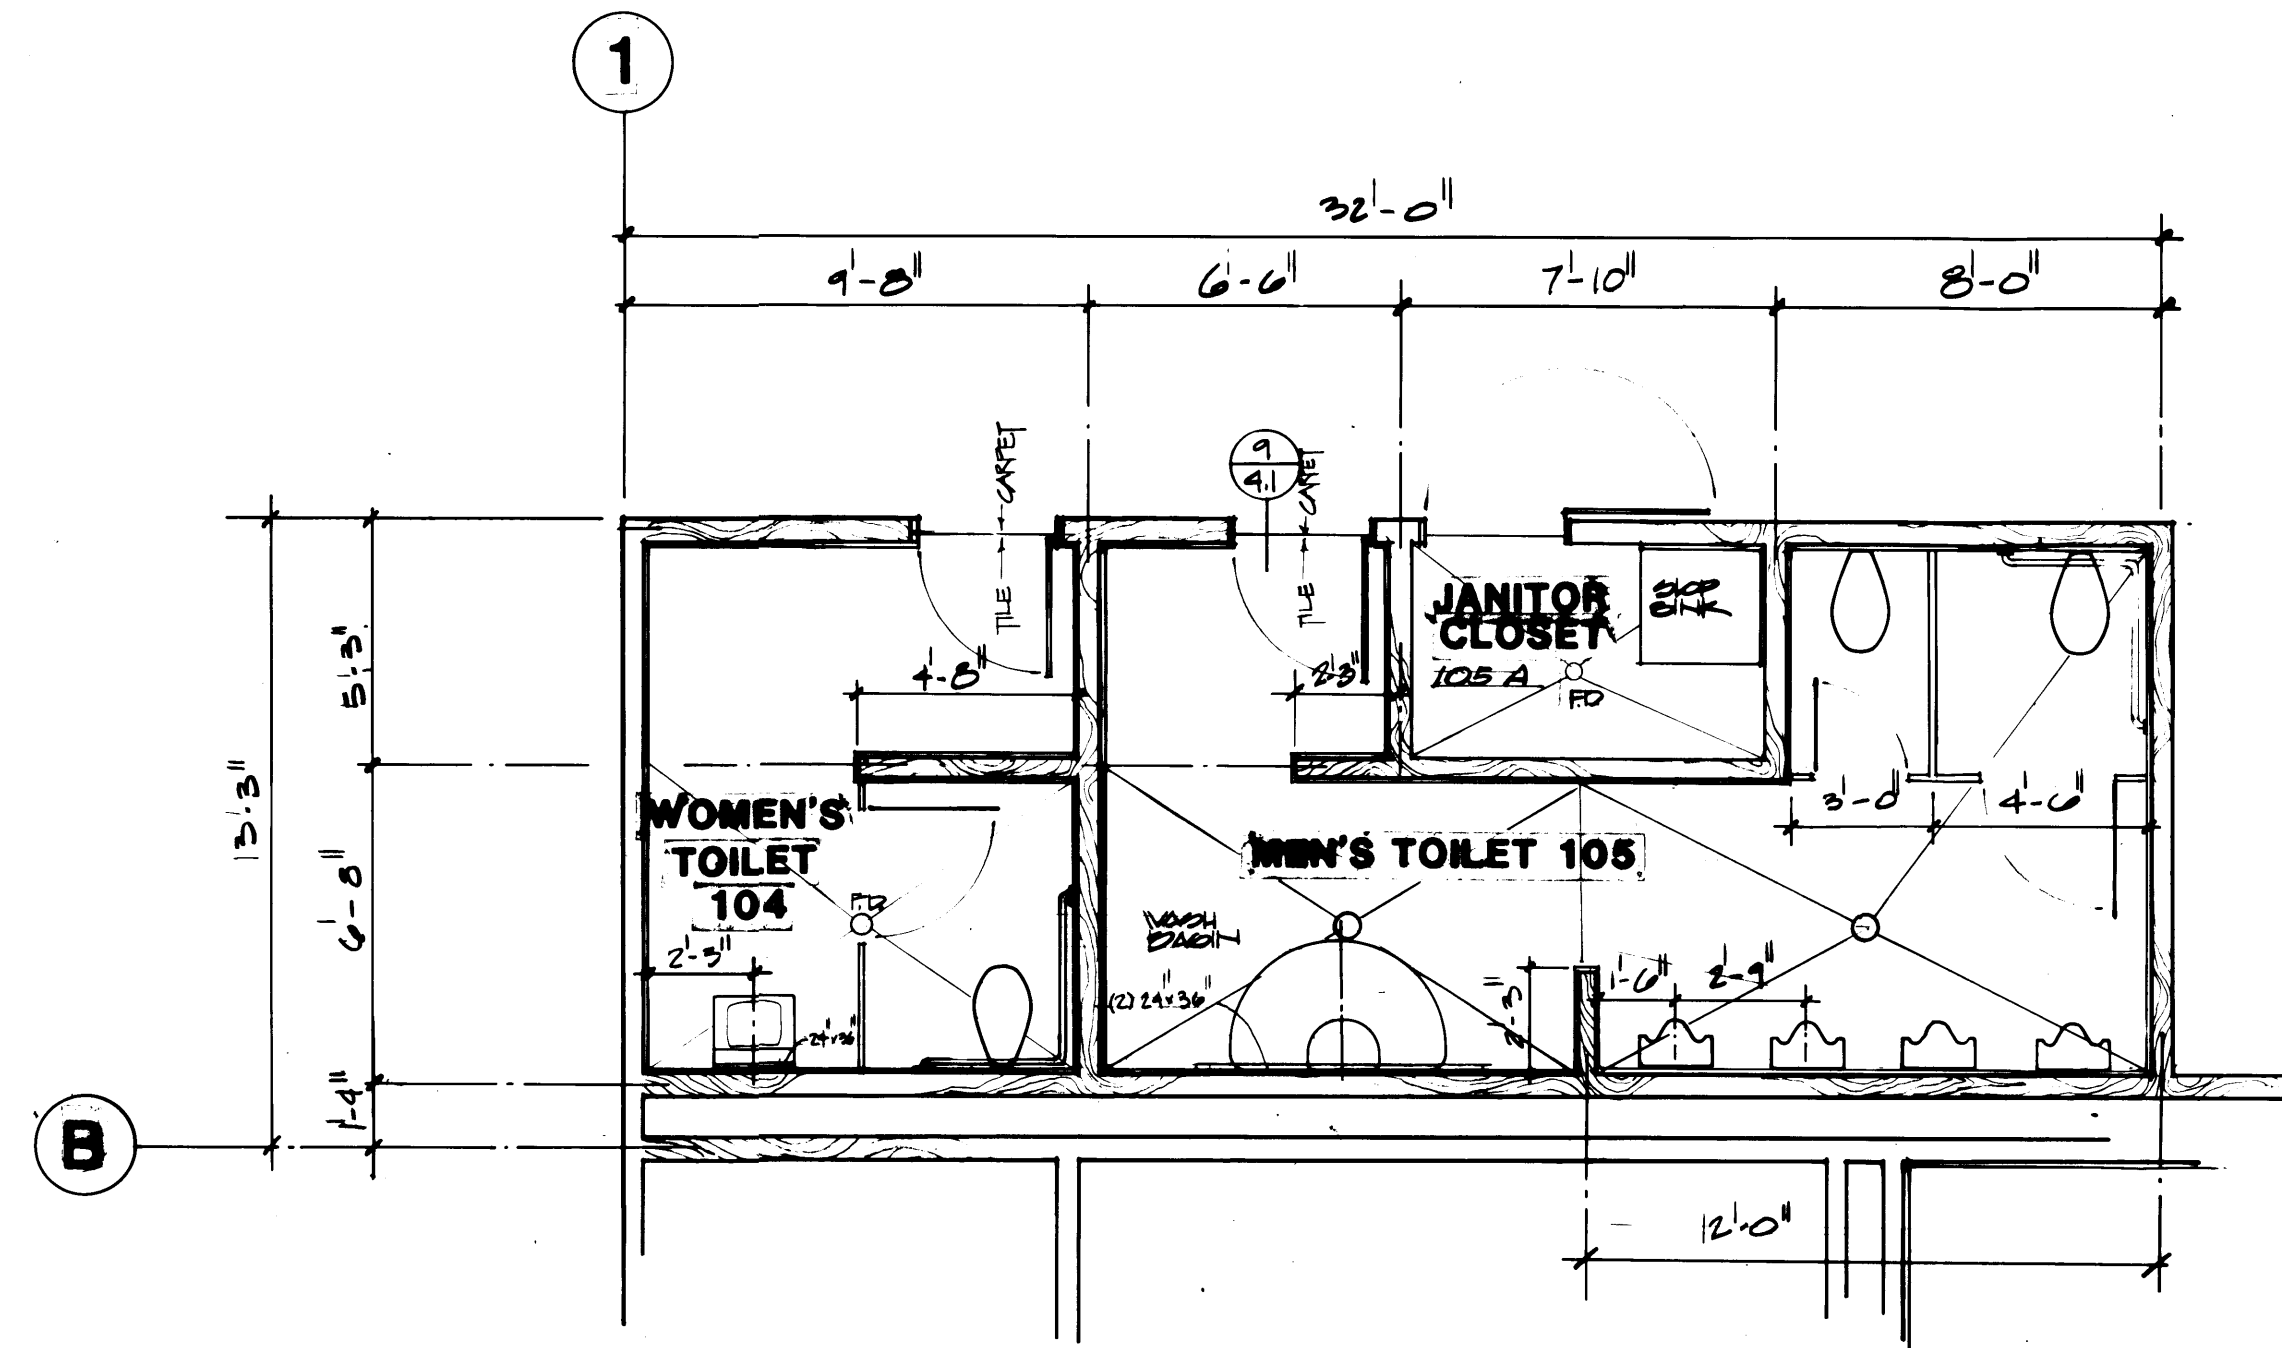 1
32'-0"
9'-8"
6'-6"
7'-10"
8'-0"
CARPET
TILE
9
4.1
CARPET
TILE
JANITOR
CLOSET
105 A
F.D.
SLOP
SINK
4'-8"
2'-3"
13'-3"
5'-3"
6'-8"
1'-4"
3'-0"
4'-6"
WOMEN'S
TOILET
104
F.D.
MEN'S TOILET 105
WASH
BASIN
2'-3"
24"x36"
(2) 24"x36"
2'-3"
1'-6"
2'-9"
B
12'-0"